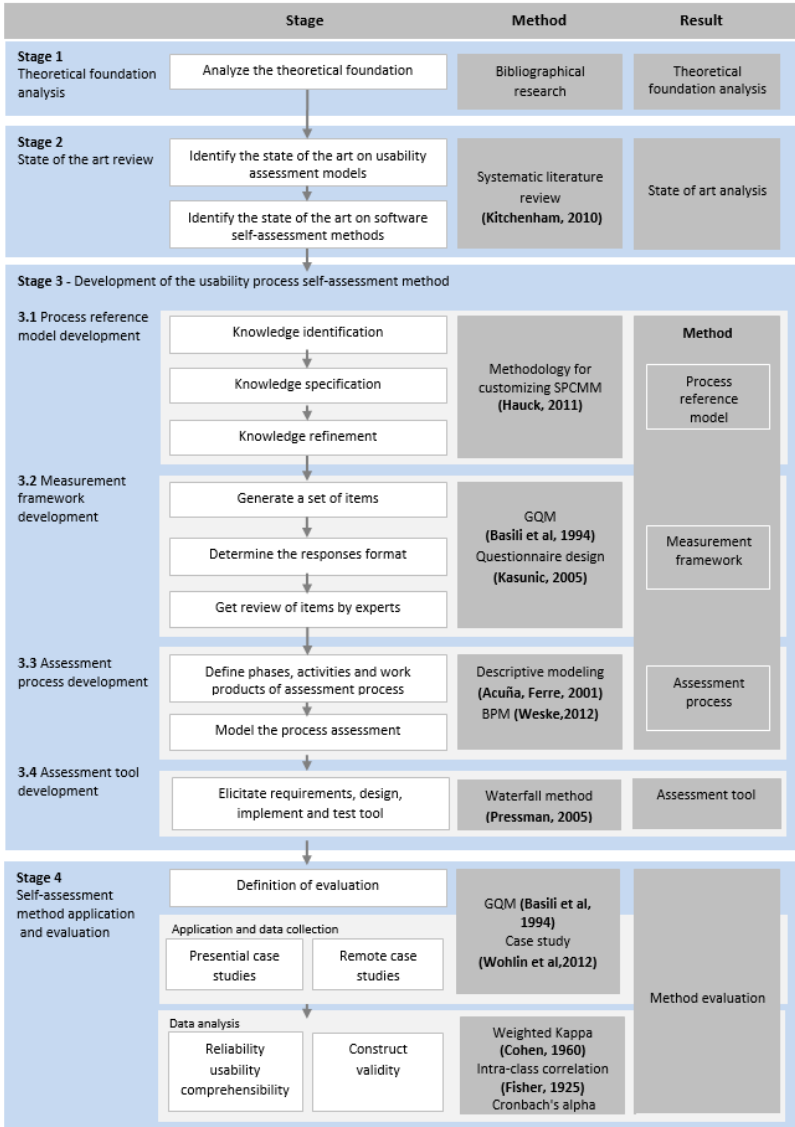 Stage Method Result
Stage 1
Theoretical foundation
analysis
Analyze the theoretical foundation
Bibliographical
research
Theoretical
foundation analysis
Stage 2
State of the art review
Identify the state of the art on usability
assessment models
Identify the state of the art on software
self-assessment methods
Systematic literature
review
(Kitchenham, 2010)
State of art analysis
Stage 3 - Development of the usability process self-assessment method
3.1 Process reference
model development
Knowledge identification
Knowledge specification
Knowledge refinement
Methodology for
customizing SPCMM
(Hauck, 2011)
Method
Process
reference
model
3.2 Measurement
framework
development
Generate a set of items
Determine the responses format
Get review of items by experts
GQM
(Basili et al, 1994)
Questionnaire design
(Kasunic, 2005)
Measurement
framework
3.3 Assessment
process development
Define phases, activities and work
products of assessment process
Model the process assessment
Descriptive modeling
(Acuña, Ferre, 2001)
BPM (Weske,2012)
Assessment
process
3.4 Assessment tool
development
Elicitate requirements, design,
implement and test tool
Waterfall method
(Pressman, 2005)
Assessment tool
Stage 4
Self-assessment
method application
and evaluation
Definition of evaluation
Application and data collection
Presential case
studies
Remote case
studies
GQM (Basili et al,
1994)
Case study
(Wohlin et al,2012)
Method evaluation
Data analysis
Reliability
usability
comprehensibility
Construct
validity
Weighted Kappa
(Cohen, 1960)
Intra-class correlation
(Fisher, 1925)
Cronbach's alpha